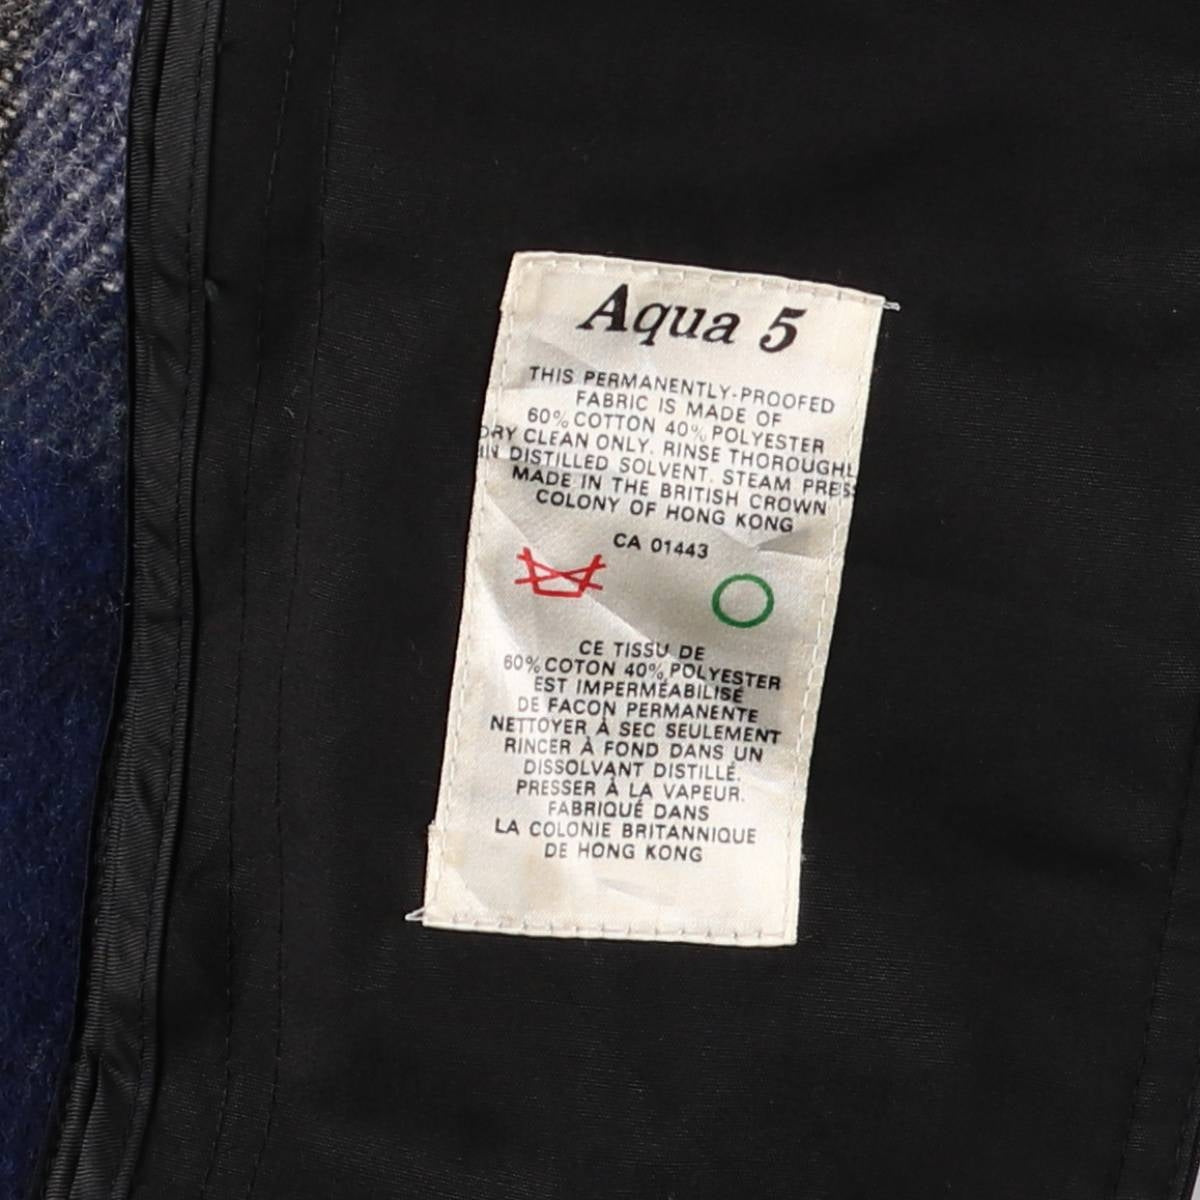 Aqua 5
THIS PERMANENTLY-PROOFED
FABRIC IS MADE OF
60% COTTON 40% POLYESTER
DRY CLEAN ONLY. RINSE THOROUGHL
IN DISTILLED SOLVENT. STEAM PRES
MADE IN THE BRITISH CROWN
COLONY OF HONG KONG
CA 01443
CE TISSU DE
60% COTON 40% POLYESTER
EST IMPERMÉABILISÉ
DE FACON PERMANENTE
NETTOYER À SEC SEULEMENT
RINCER À FOND DANS UN
DISSOLVANT DISTILLÉ.
PRESSER À LA VAPEUR.
FABRIQUÉ DANS
LA COLONIE BRITANNIQUE
DE HONG KONG